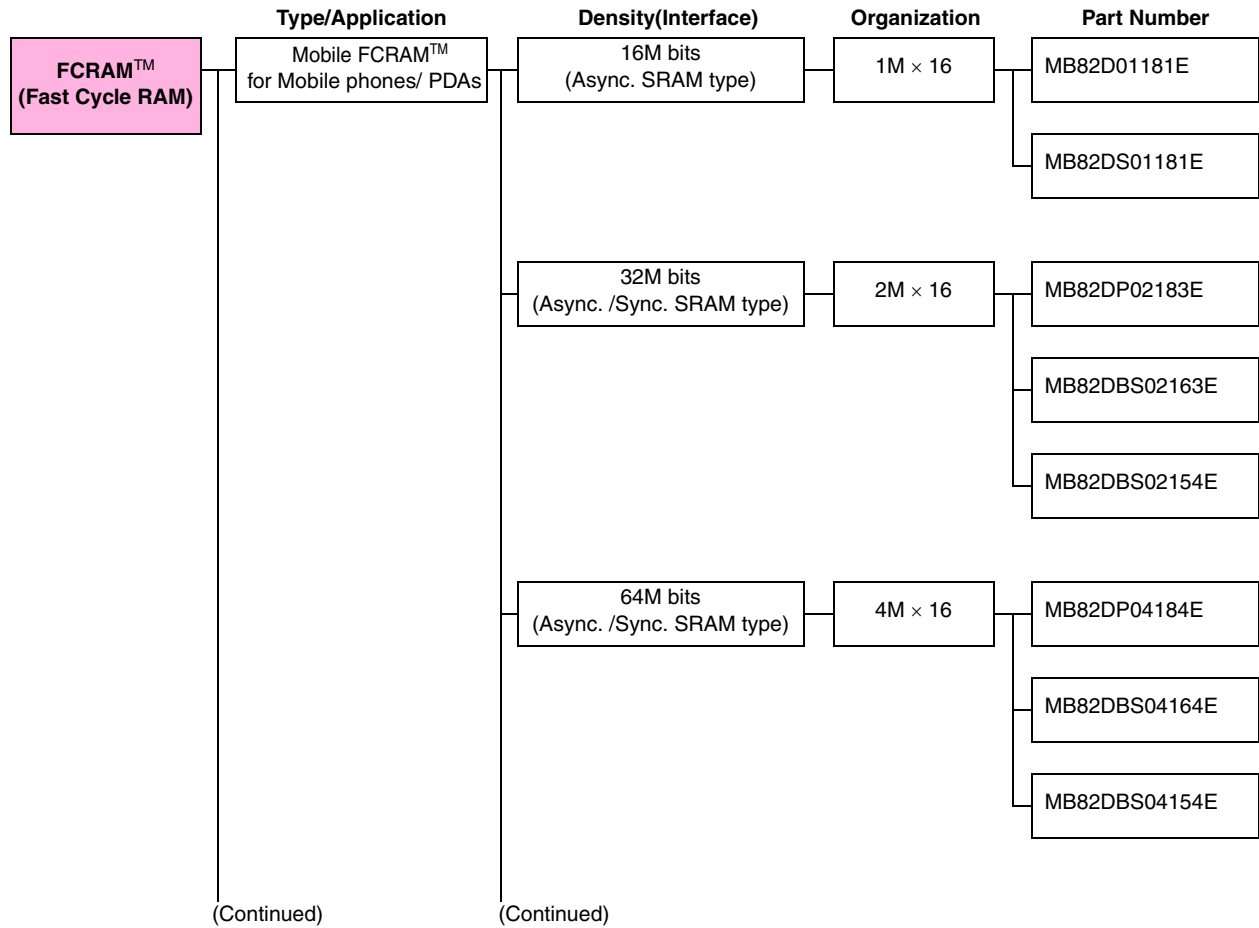 Type/Application Density(Interface) Organization Part Number
FCRAM™
(Fast Cycle RAM)
Mobile FCRAM™
for Mobile phones/ PDAs
16M bits
(Async. SRAM type)
1M × 16
MB82D01181E
MB82DS01181E
32M bits
(Async. /Sync. SRAM type)
2M × 16
MB82DP02183E
MB82DBS02163E
MB82DBS02154E
64M bits
(Async. /Sync. SRAM type)
4M × 16
MB82DP04184E
MB82DBS04164E
MB82DBS04154E
(Continued) (Continued)